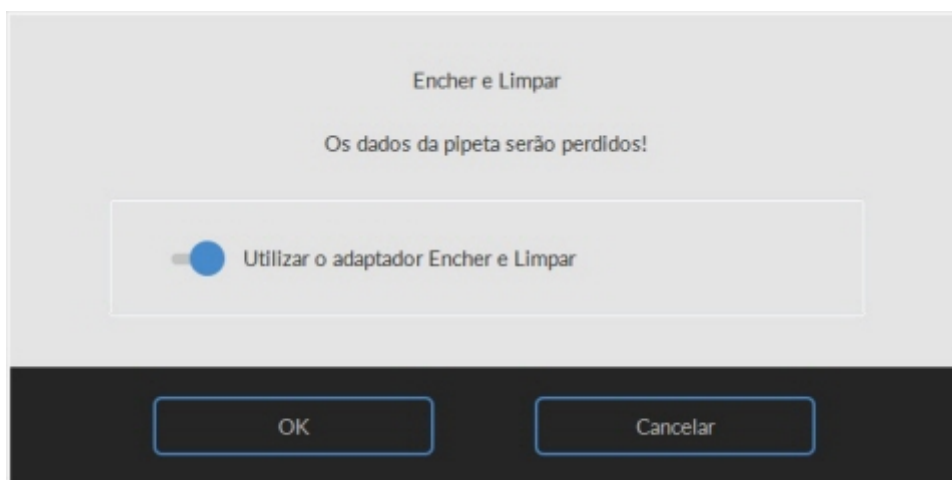 Encher e Limpar
Os dados da pipeta serão perdidos!
Utilizar o adaptador Encher e Limpar
OK
Cancelar